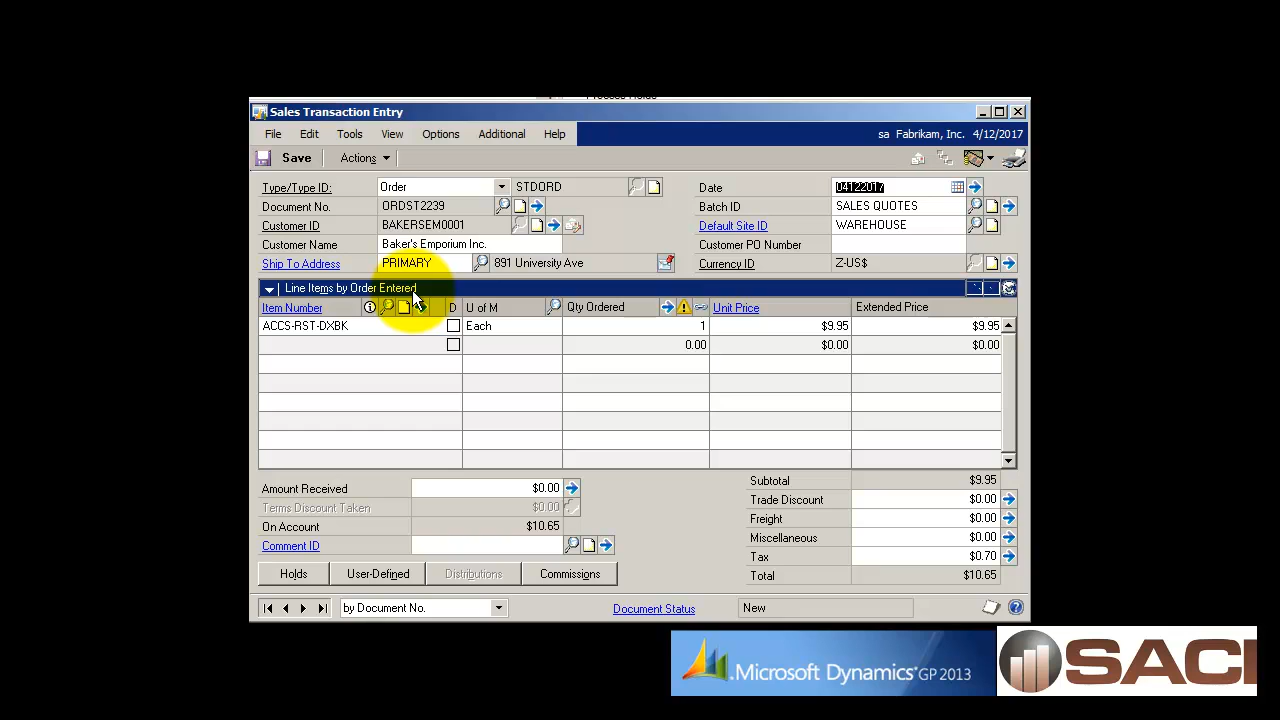 Sales Transaction Entry
File Edit Tools View Options Additional Help sa Fabrikam, Inc. 4/12/2017
Save Actions
Type/Type ID: Order STDORD Date 04122017
Document No. ORDST2239 Batch ID SALES QUOTES
Customer ID BAKERSEM0001 Default Site ID WAREHOUSE
Customer Name Baker's Emporium Inc. Customer PO Number
Ship To Address PRIMARY 891 University Ave Currency ID Z-US$
Line Items by Order Entered
Item Number D U of M Qty Ordered Unit Price Extended Price
ACCS-RST-DXBK Each 1 $9.95 $9.95
0.00 $0.00 $0.00
Subtotal $9.95
Amount Received $0.00 Trade Discount $0.00
Terms Discount Taken $0.00 Freight $0.00
On Account $10.65 Miscellaneous $0.00
Comment ID Tax $0.70
Holds User-Defined Distributions Commissions Total $10.65
by Document No. Document Status New
Microsoft Dynamics GP 2013
SACI